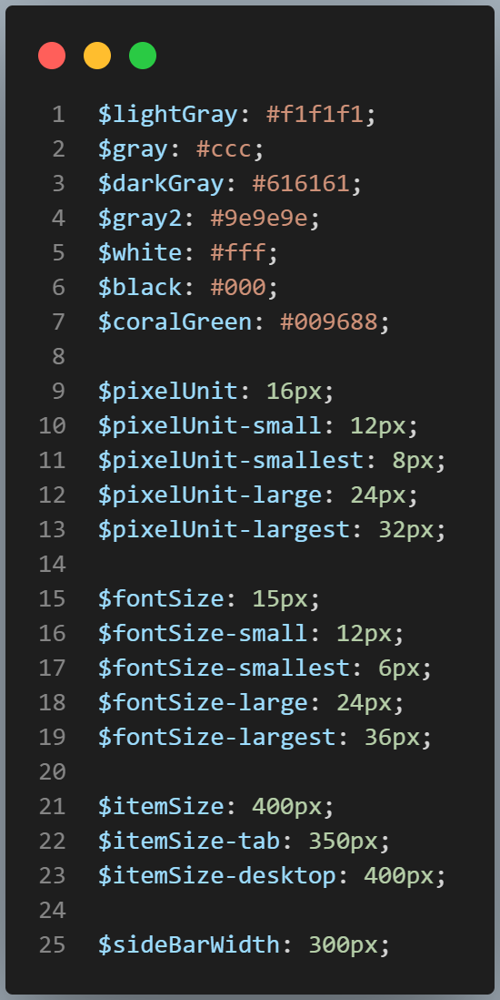 1 $lightGray: #f1f1f1;
2 $gray: #ccc;
3 $darkGray: #616161;
4 $gray2: #9e9e9e;
5 $white: #fff;
6 $black: #000;
7 $coralGreen: #009688;
8
9 $pixelUnit: 16px;
10 $pixelUnit-small: 12px;
11 $pixelUnit-smallest: 8px;
12 $pixelUnit-large: 24px;
13 $pixelUnit-largest: 32px;
14
15 $fontSize: 15px;
16 $fontSize-small: 12px;
17 $fontSize-smallest: 6px;
18 $fontSize-large: 24px;
19 $fontSize-largest: 36px;
20
21 $itemSize: 400px;
22 $itemSize-tab: 350px;
23 $itemSize-desktop: 400px;
24
25 $sideBarWidth: 300px;